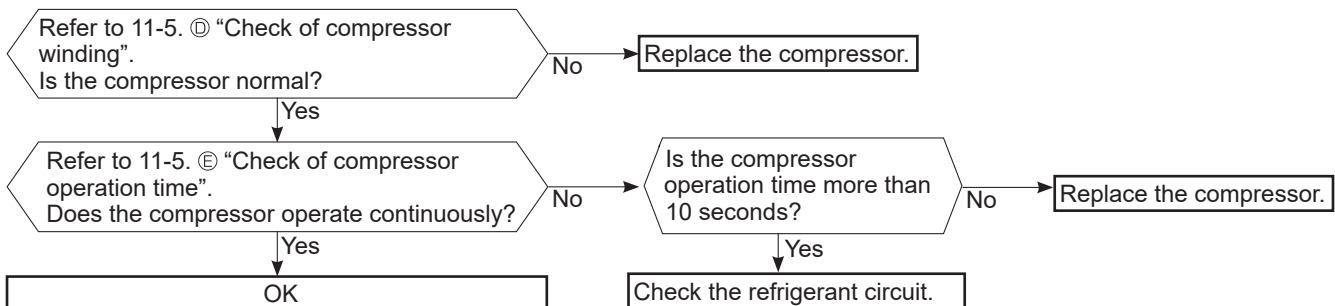 Refer to 11-5. Ⓓ “Check of compressor
winding”.
Is the compressor normal?
No
Replace the compressor.
Yes
Refer to 11-5. Ⓔ “Check of compressor
operation time”.
Does the compressor operate continuously?
No
Is the compressor
operation time more than
10 seconds?
No
Replace the compressor.
Yes
OK
Yes
Check the refrigerant circuit.